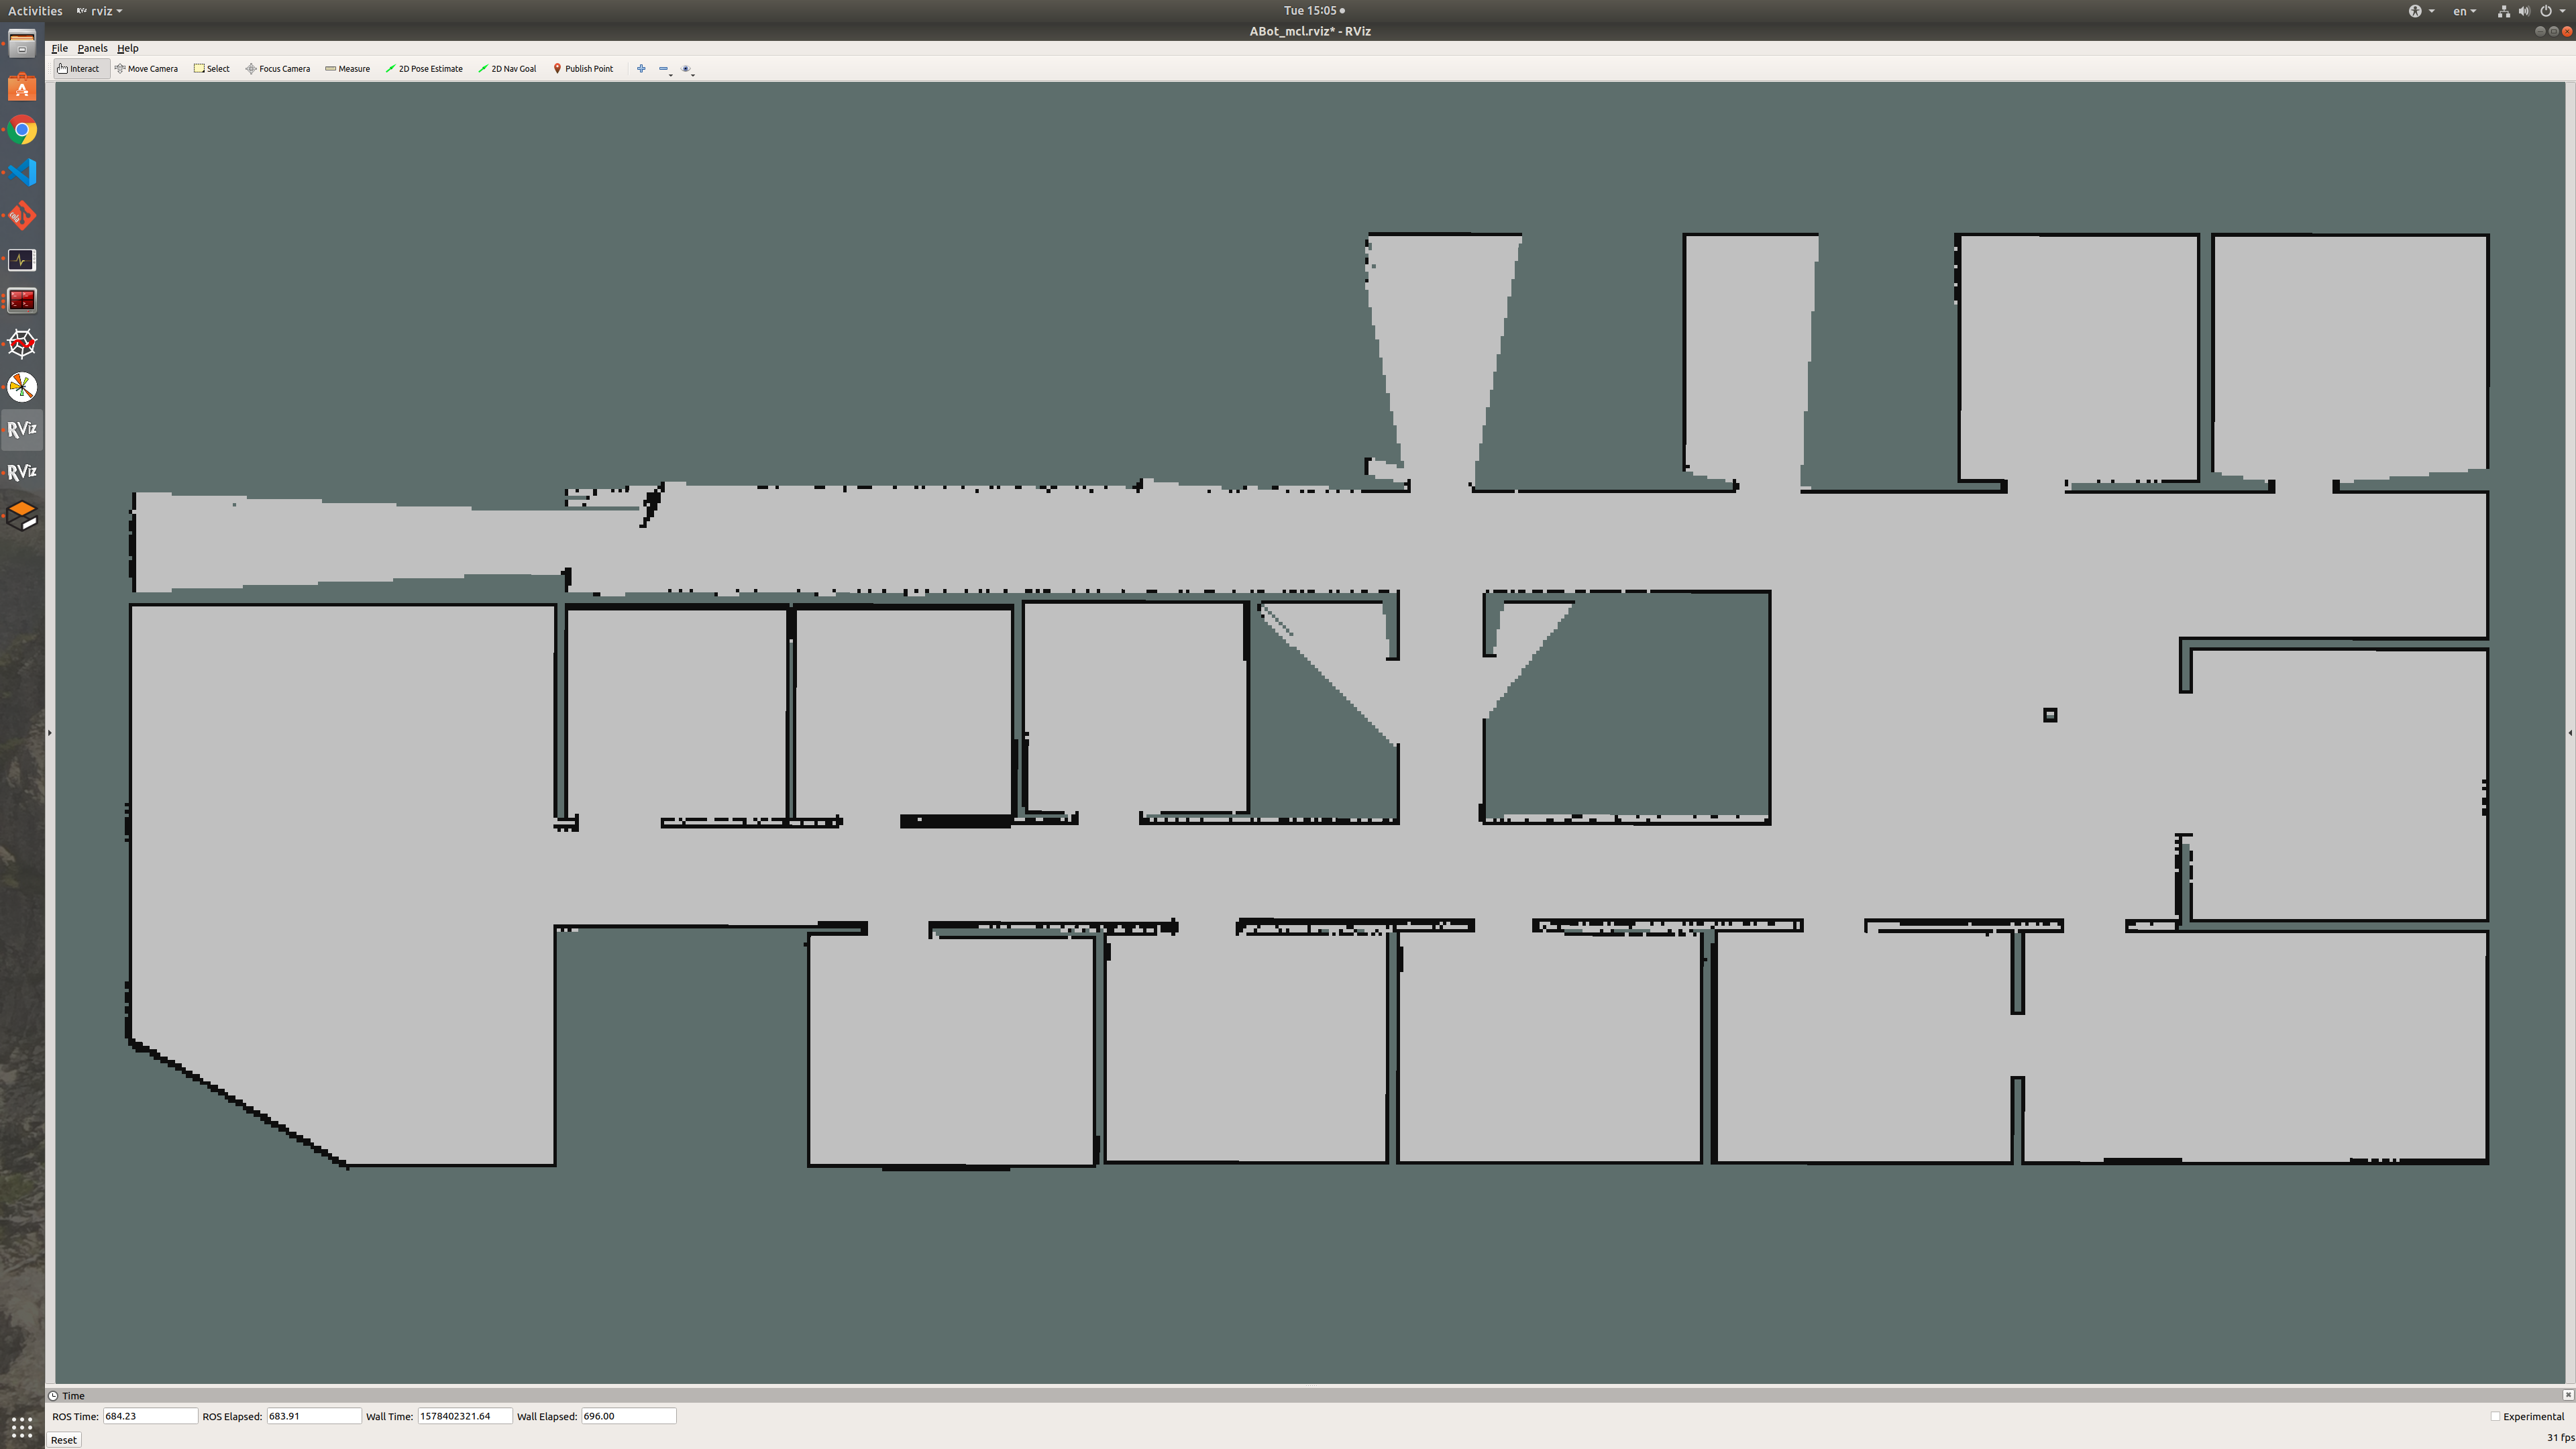 Activities rviz Tue 15:05 en
ABot_mcl.rviz* - RViz
File Panels Help
Interact Move Camera Select Focus Camera Measure 2D Pose Estimate 2D Nav Goal Publish Point
RViz
RViz
Time
ROS Time: 684.23 ROS Elapsed: 683.91 Wall Time: 1578402321.64 Wall Elapsed: 696.00 Experimental
Reset 31 fps